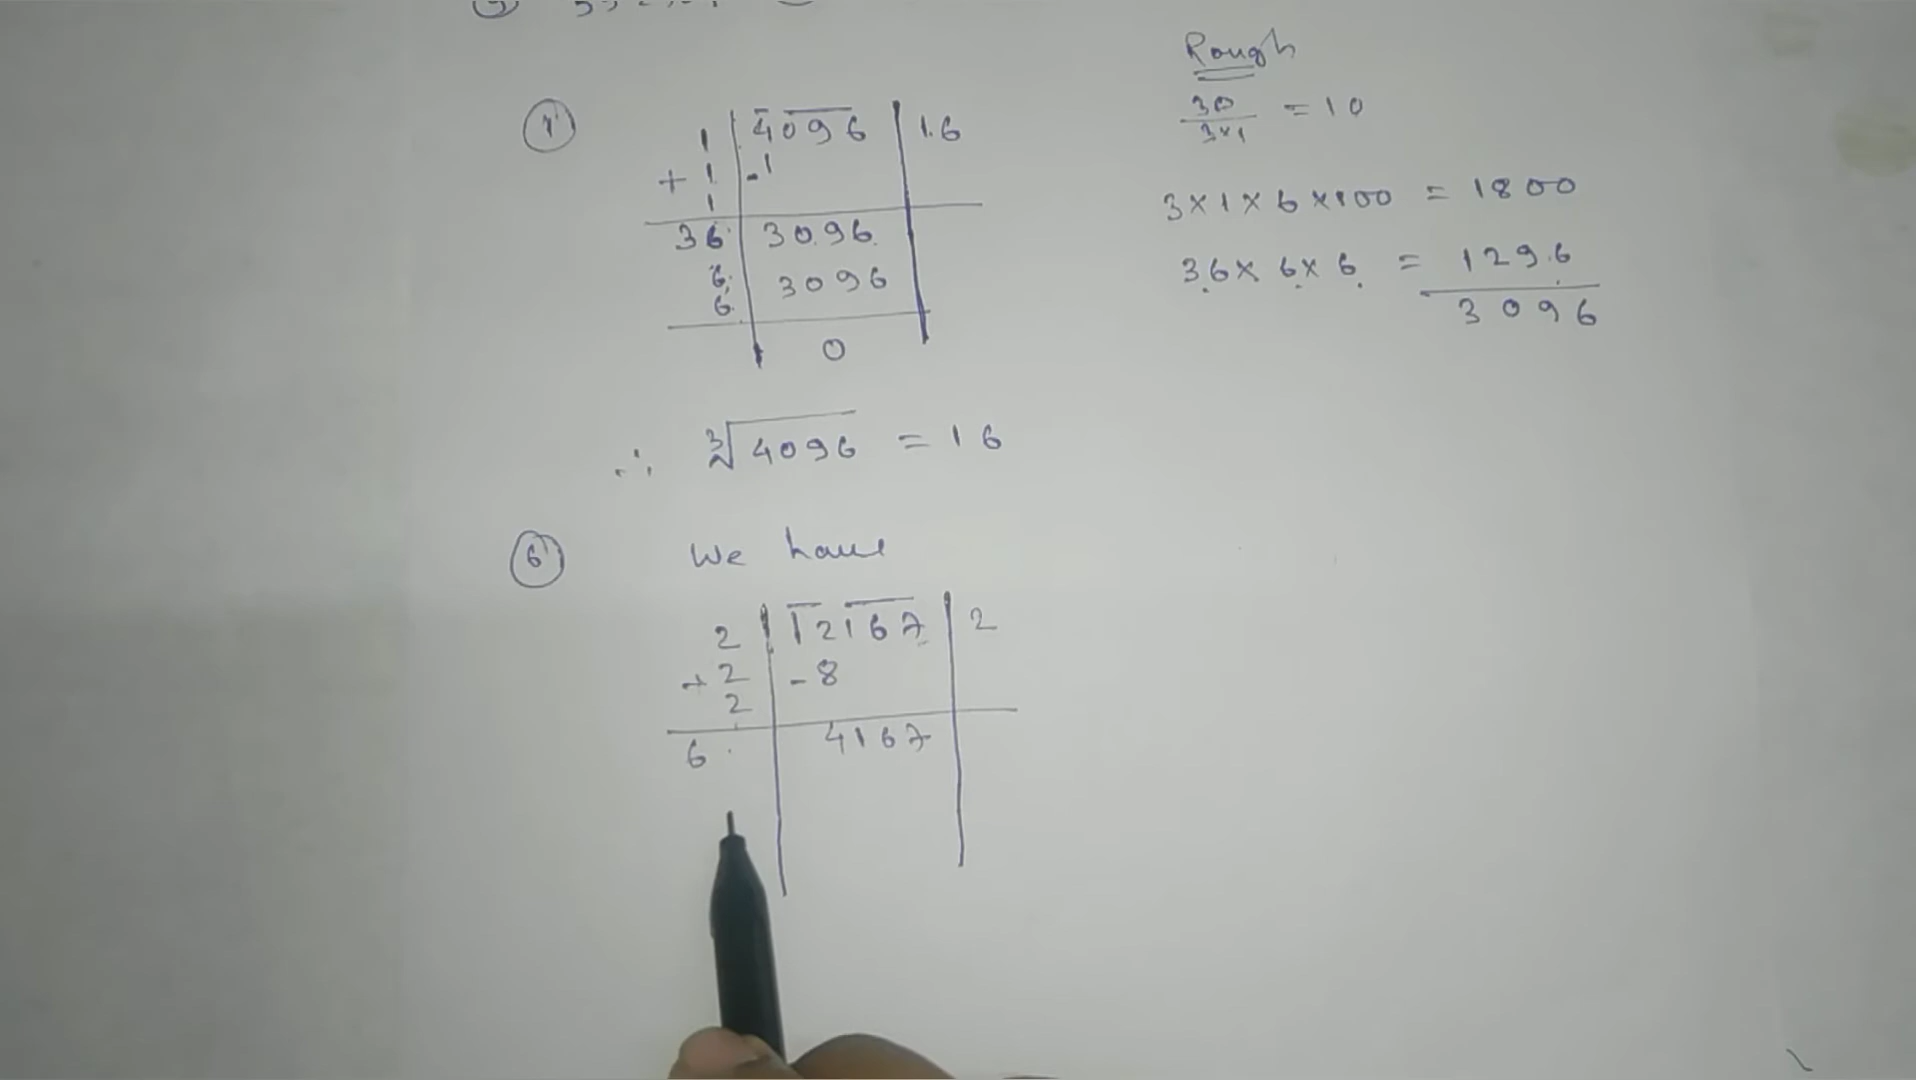 Rough
30/3×1 = 10
3×1×6×100 = 1800
36×6×6 = 1296
3096
1
1 4096 1.6
+ 1 -1
1
36 3096
6 3096
6
0
∴ ∛4096 = 16
6 We have
2 12167 2
+ 2 - 8
2
6 4167